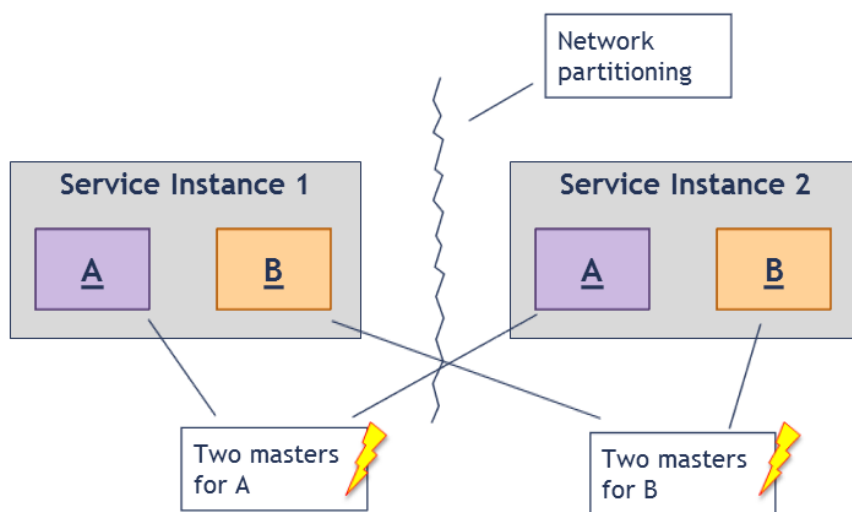 Network
partitioning
Service Instance 1
Service Instance 2
A
B
A
B
Two masters
for A
Two masters
for B